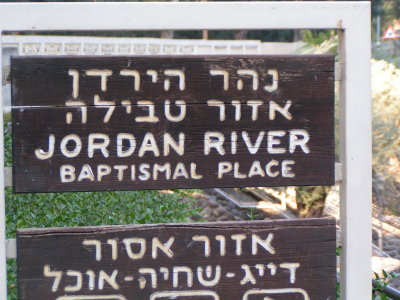 נהר הירדן
אזור טבילה
JORDAN RIVER
BAPTISMAL PLACE
אזור אסור
דייג-שחיה-אוכל